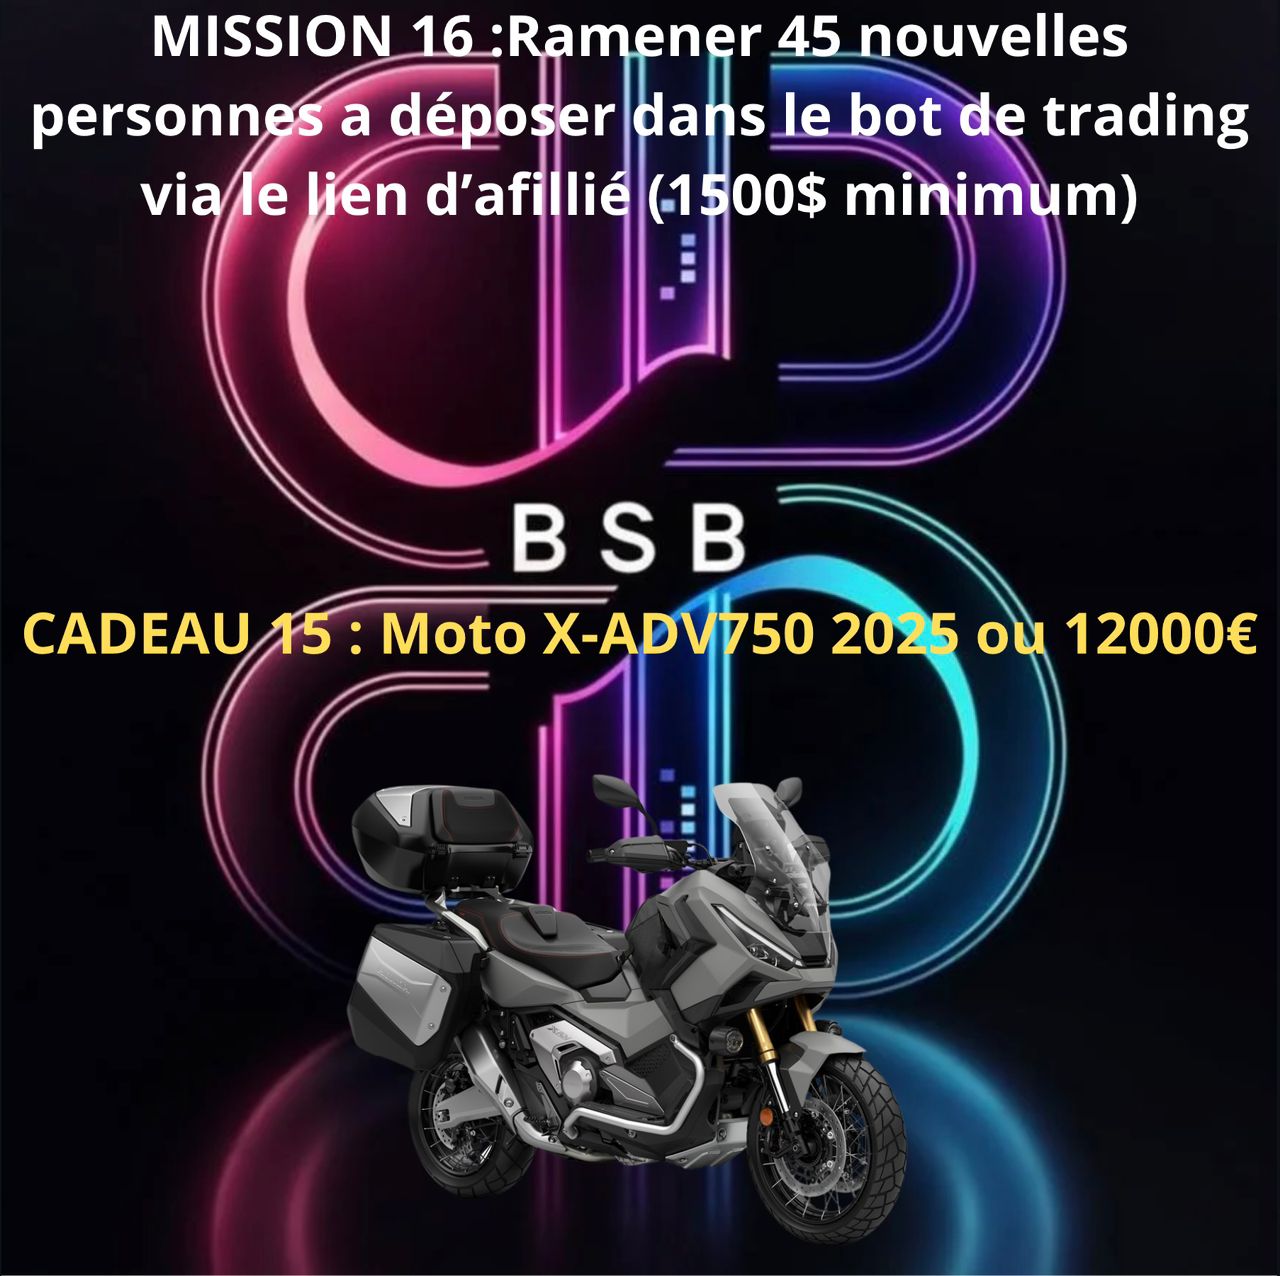 MISSION 16 :Ramener 45 nouvelles
personnes a déposer dans le bot de trading
via le lien d’afillié (1500$ minimum)
BSB
CADEAU 15 : Moto X-ADV750 2025 ou 12000€